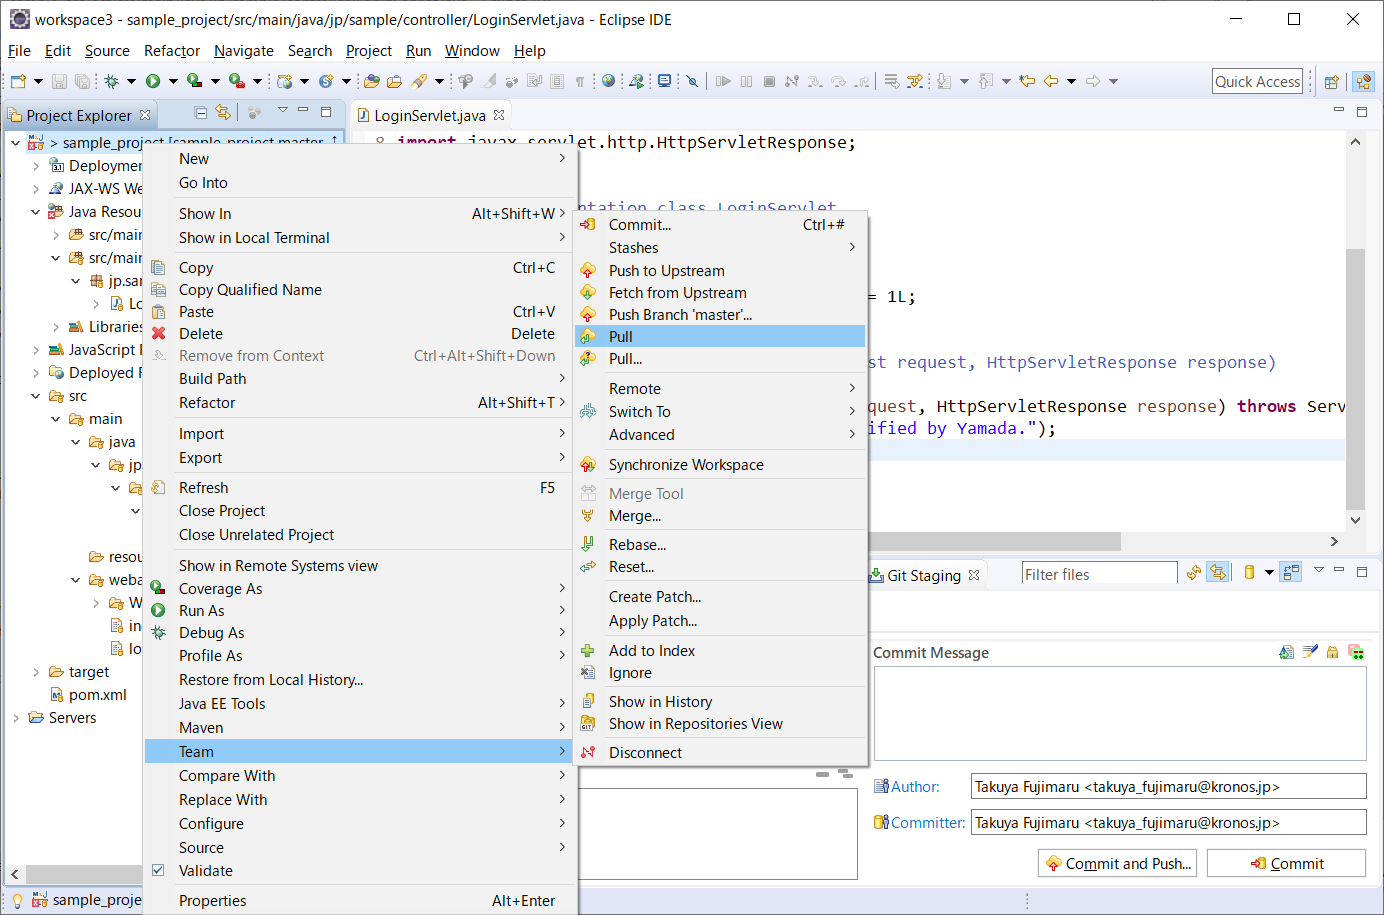 workspace3 - sample_project/src/main/java/jp/sample/controller/LoginServlet.java - Eclipse IDE
File Edit Source Refactor Navigate Search Project Run Window Help
Quick Access
Project Explorer
LoginServlet.java
> sample_project [sample_project master
8 import javax.servlet.http.HttpServletResponse;
Deploymen
JAX-WS We
Java Resou
src/main
src/main
jp.sam
Lo
Libraries
JavaScript R
Deployed R
src
main
java
jp
resou
weba
W
in
lo
target
pom.xml
Servers
New
Go Into
Show In Alt+Shift+W
Show in Local Terminal
Copy Ctrl+C
Copy Qualified Name
Paste Ctrl+V
Delete Delete
Remove from Context Ctrl+Alt+Shift+Down
Build Path
Refactor Alt+Shift+T
Import
Export
Refresh F5
Close Project
Close Unrelated Project
Show in Remote Systems view
Coverage As
Run As
Debug As
Profile As
Restore from Local History...
Java EE Tools
Maven
Team
Compare With
Replace With
Configure
Source
Validate
Properties Alt+Enter
Commit... Ctrl+#
Stashes
Push to Upstream
Fetch from Upstream
Push Branch 'master'...
Pull
Pull...
Remote
Switch To
Advanced
Synchronize Workspace
Merge Tool
Merge...
Rebase...
Reset...
Create Patch...
Apply Patch...
Add to Index
Ignore
Show in History
Show in Repositories View
GIT
Disconnect
ntation class LoginServlet
= 1L;
st request, HttpServletResponse response)
quest, HttpServletResponse response) throws Serv
ified by Yamada.");
Git Staging
Filter files
Commit Message
Author: Takuya Fujimaru <takuya_fujimaru@kronos.jp>
Committer: Takuya Fujimaru <takuya_fujimaru@kronos.jp>
Commit and Push... Commit
sample_proje